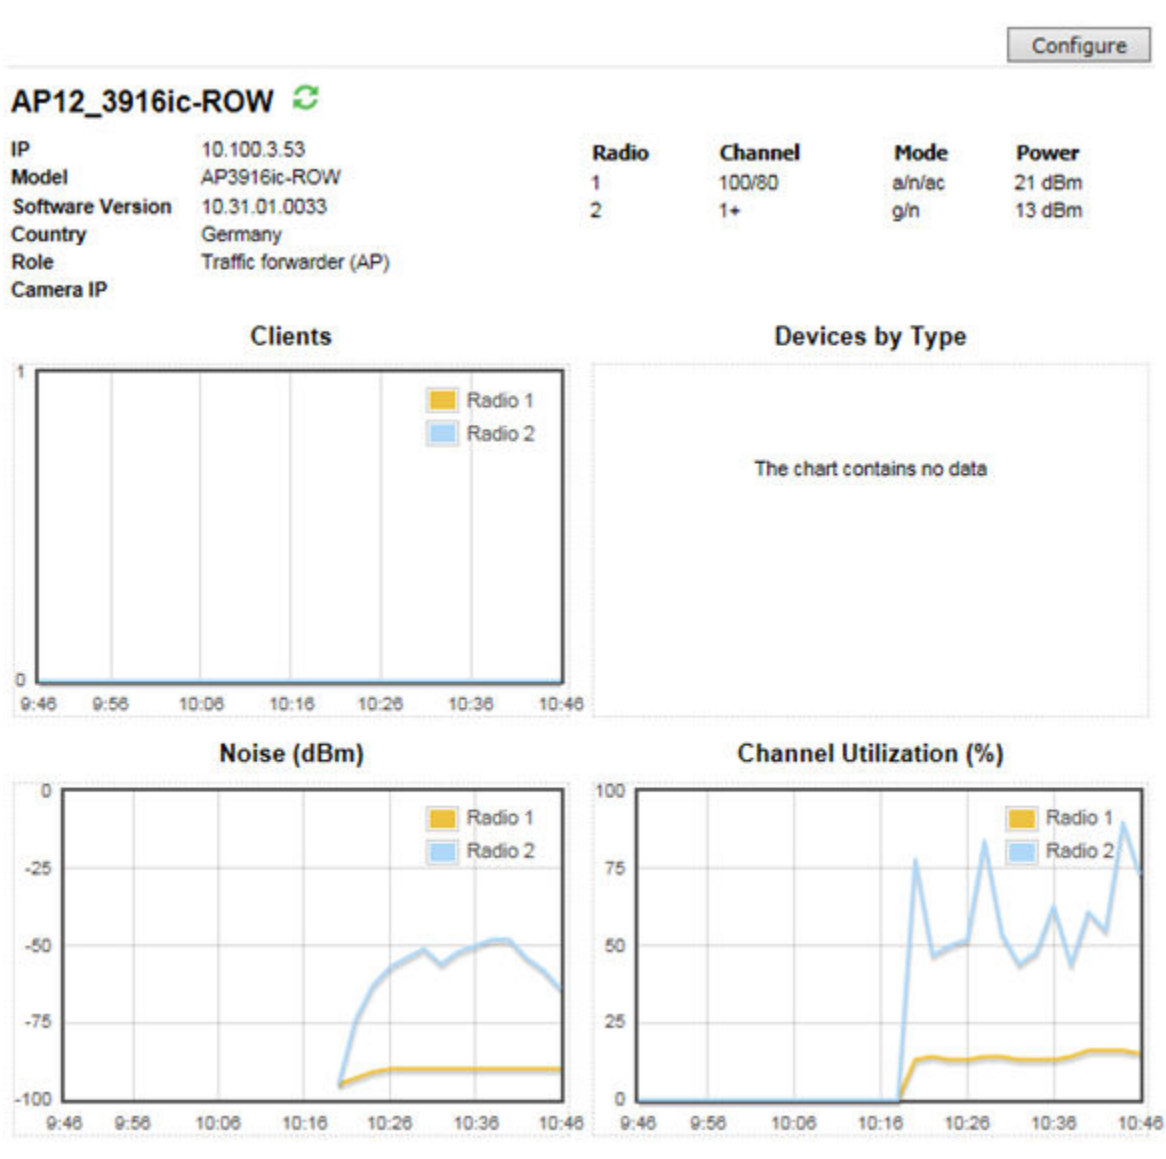 Configure
AP12_3916ic-ROW
IP 10.100.3.53
Model AP3916ic-ROW
Software Version 10.31.01.0033
Country Germany
Role Traffic forwarder (AP)
Camera IP
Radio Channel Mode Power
1 100/80 a/n/ac 21 dBm
2 1+ g/n 13 dBm
Clients
1
Radio 1
Radio 2
0
9:46 9:56 10:06 10:16 10:26 10:36 10:46
Devices by Type
The chart contains no data
Noise (dBm)
0
Radio 1
Radio 2
-25
-50
-75
-100
9:46 9:56 10:06 10:16 10:26 10:36 10:46
Channel Utilization (%)
100
Radio 1
Radio 2
75
50
25
0
9:46 9:56 10:06 10:16 10:26 10:36 10:46